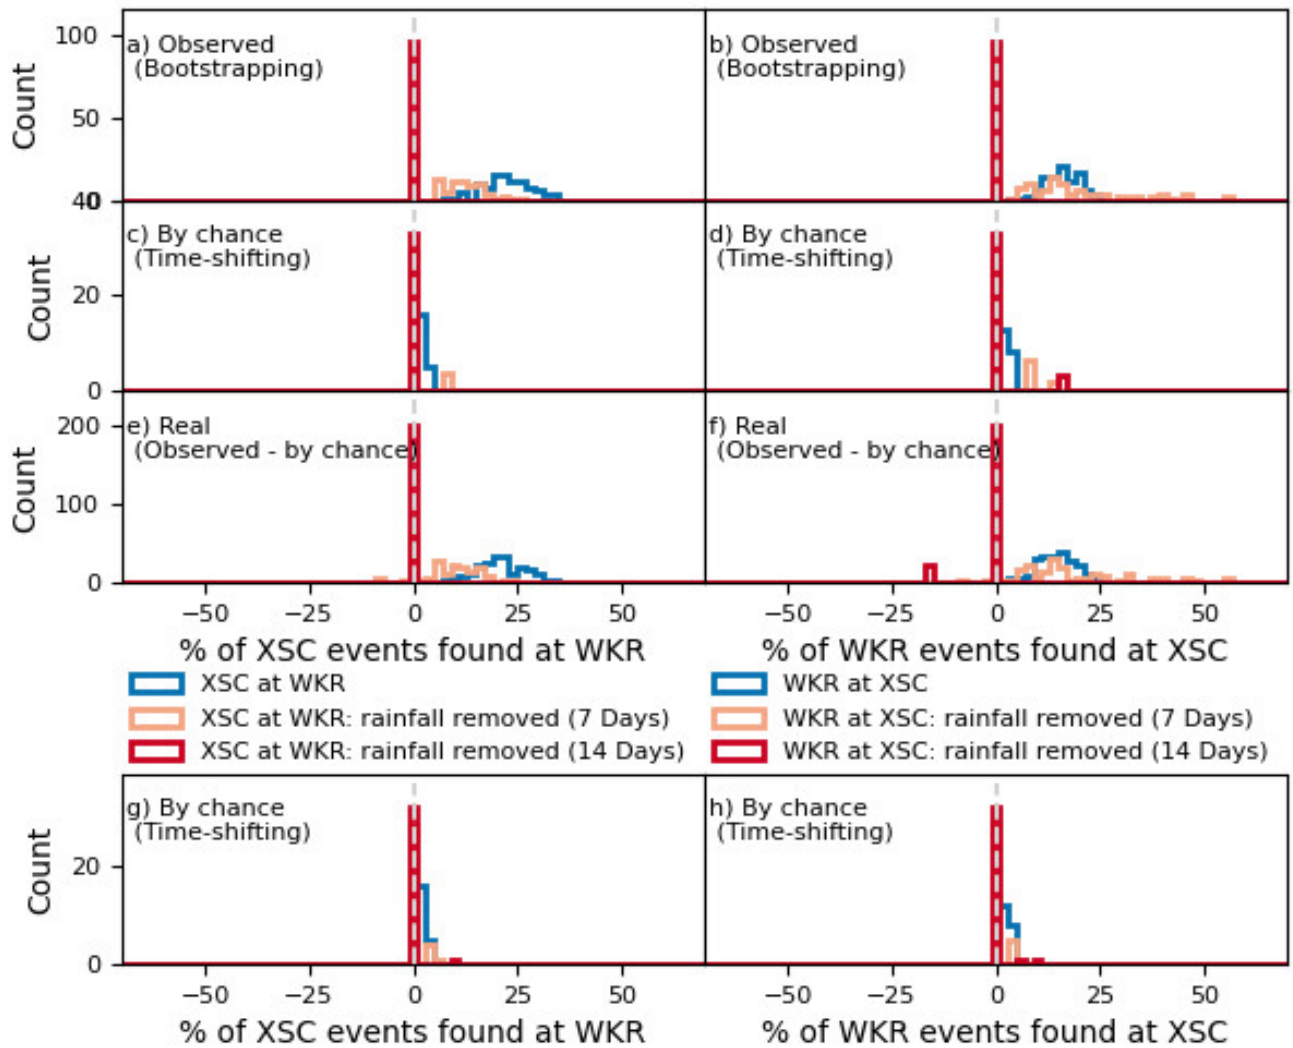 100
50
40
0
Count
a) Observed
(Bootstrapping)
b) Observed
(Bootstrapping)
20
0
Count
c) By chance
(Time-shifting)
d) By chance
(Time-shifting)
200
100
0
Count
e) Real
(Observed - by chance)
f) Real
(Observed - by chance)
−50 −25 0 25 50
−50 −25 0 25 50
% of XSC events found at WKR
% of WKR events found at XSC
XSC at WKR
XSC at WKR: rainfall removed (7 Days)
XSC at WKR: rainfall removed (14 Days)
WKR at XSC
WKR at XSC: rainfall removed (7 Days)
WKR at XSC: rainfall removed (14 Days)
20
0
Count
g) By chance
(Time-shifting)
h) By chance
(Time-shifting)
−50 −25 0 25 50
−50 −25 0 25 50
% of XSC events found at WKR
% of WKR events found at XSC